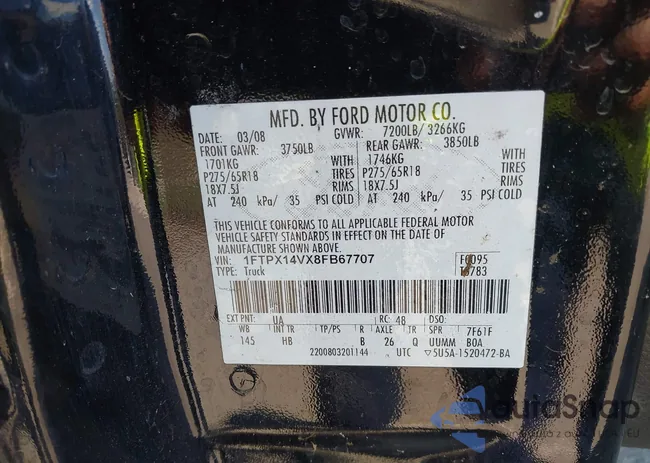 MFD. BY FORD MOTOR CO.
DATE: 03/08 GVWR: 7200LB/ 3266KG
FRONT GAWR: 3750LB REAR GAWR: 3850LB
1701KG WITH 1746KG WITH
P275/65R18 TIRES P275/65R18 TIRES
18X7.5J RIMS 18X7.5J RIMS
AT 240 kPa/ 35 PSI COLD AT 240 kPa/ 35 PSI COLD
THIS VEHICLE CONFORMS TO ALL APPLICABLE FEDERAL MOTOR
VEHICLE SAFETY STANDARDS IN EFFECT ON THE DATE OF
MANUFACTURE SHOWN ABOVE.
VIN: 1FTPX14VX8FB67707
TYPE: Truck
F0095
T3783
EXT PNT: UA RC: 48 DSO:
WB INT TR TP/PS R AXLE TR SPR 7F61F
145 HB B 26 Q UUMM BOA
2200803201144 UTC 5U5A-1520472-BA
autoSnap